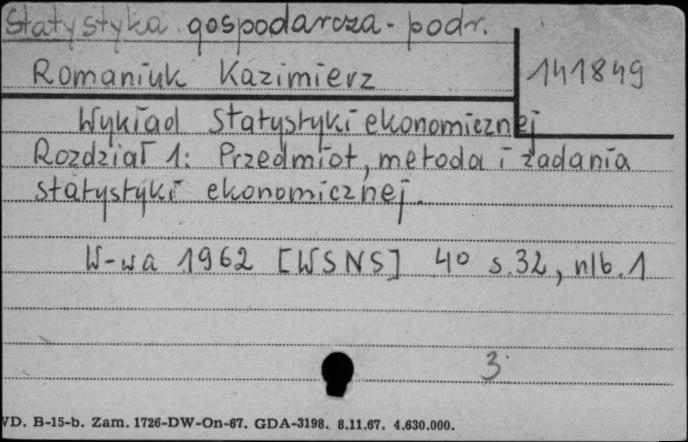 Statystyka gospodarcza - podr.
Romaniuk Kazimierz
141849
Wykład statystyki ekonomicznej
Rozdział 1: Przedmiot, metoda i zadania
statystyki ekonomicznej.
W-wa 1962 [WSNS] 4° s. 32, nlb. 1
3
VD. B-15-b. Zam. 1726-DW-On-67. GDA-3198. 8.11.67. 4.630.000.